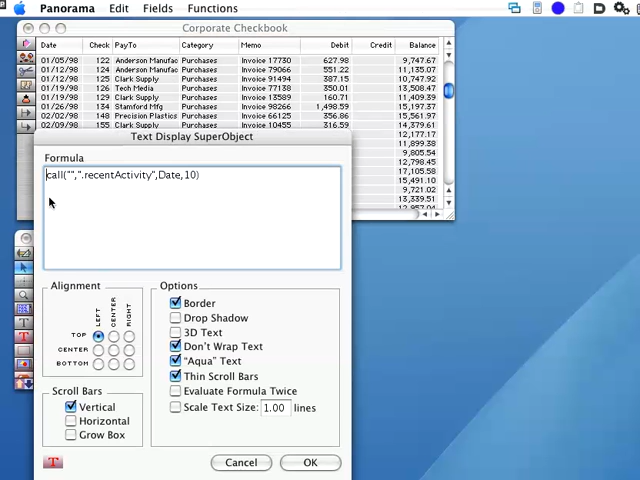 Panorama File Edit Fields Functions
Corporate Checkbook
Date Check PayTo Category Memo Debit Credit Balance
01/05/98 122 Anderson Manufac Purchases Invoice 17730 627.98 9,747.67
01/12/98 124 Anderson Manufac Purchases Invoice 79066 551.22 11,135.07
01/12/98 125 Clark Supply Purchases Invoice 91494 387.15 10,747.92
01/19/98 126 Tech Media Purchases Invoice 77138 350.01 13,508.47
01/19/98 129 Clark Supply Purchases Invoice 13589 160.71 11,409.39
01/26/98 134 Stamford Mfg Purchases Invoice 98266 1,498.59 15,197.37
02/02/98 148 Precision Plastics Purchases Invoice 66125 356.86 15,041.71
02/09/98 155 Clark Supply Purchases Invoice 10455 316.59 14,379.61
12,177.17
11,899.38
9,805.54
12,798.45
17,105.58
15,491.10
9,721.02
13,339.51
12,957.04
Text Display SuperObject
Formula
call("",".recentActivity",Date,10)
Alignment
LEFT CENTER RIGHT
TOP
CENTER
BOTTOM
Options
Border
Drop Shadow
3D Text
Don't Wrap Text
"Aqua" Text
Thin Scroll Bars
Evaluate Formula Twice
Scale Text Size: 1.00 lines
Scroll Bars
Vertical
Horizontal
Grow Box
T
Cancel OK